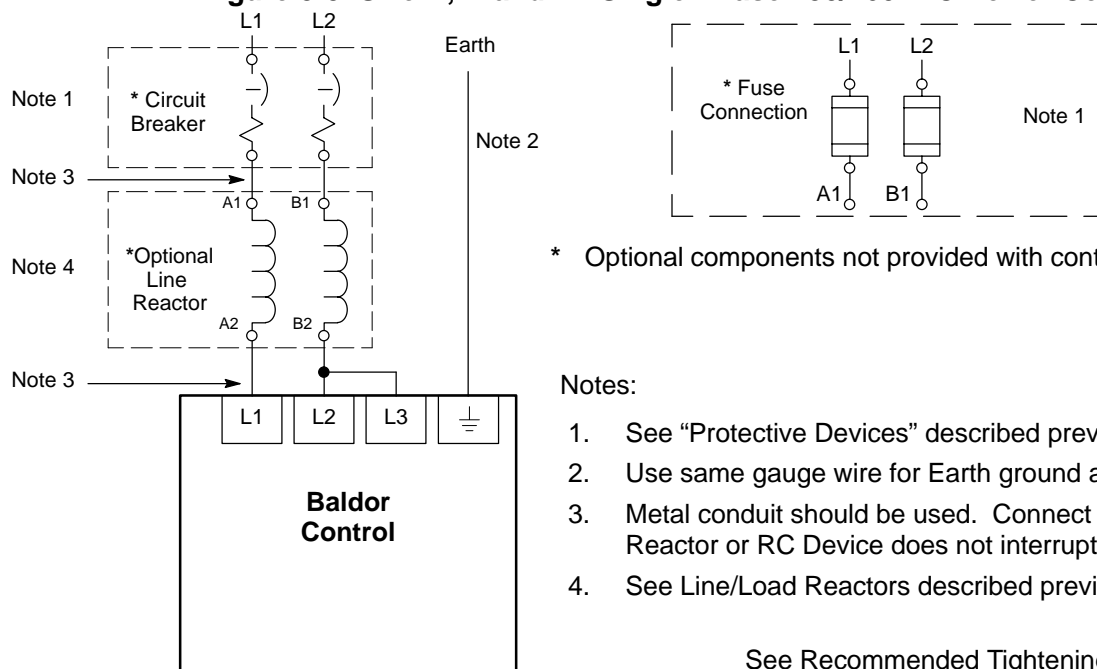 L1 L2
Earth
Note 1
* Circuit
Breaker
Note 2
Note 3
A1 B1
Note 4
*Optional
Line
Reactor
A2 B2
Note 3
L1 L2 L3
Baldor
Control
L1 L2
* Fuse
Connection
Note 1
A1 B1
* Optional components not provided with
Notes:
1. See “Protective Devices” described
2. Use same gauge wire for Earth ground
3. Metal conduit should be used. Connect
Reactor or RC Device does not interrupt
4. See Line/Load Reactors described
See Recommended